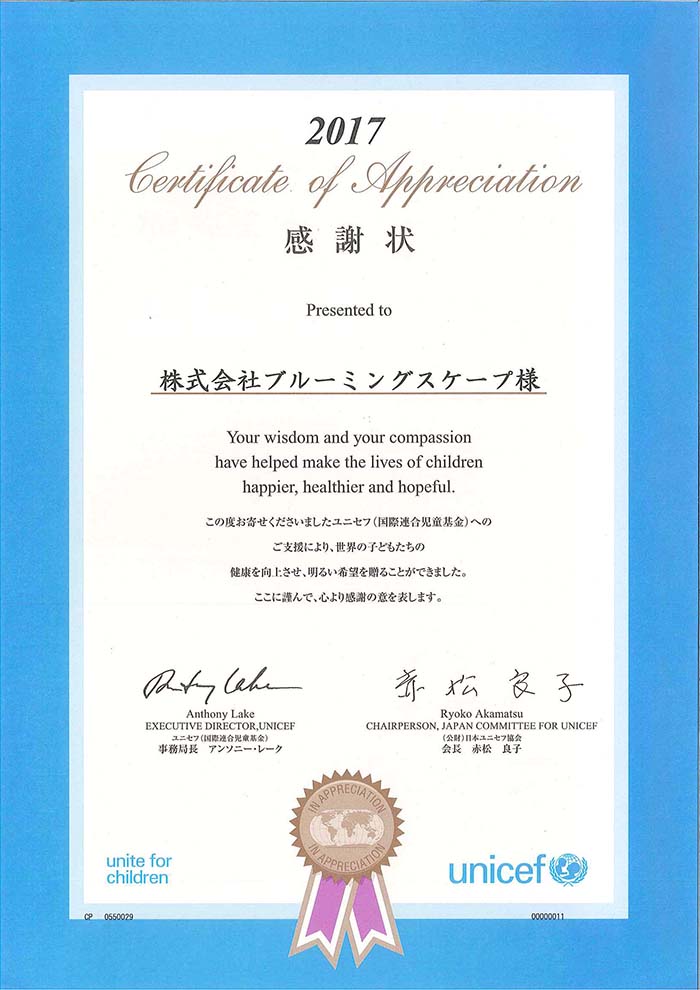 2017
Certificate of Appreciation
感謝状
Presented to
株式会社ブルーミングスケープ様
Your wisdom and your compassion
have helped make the lives of children
happier, healthier and hopeful.
この度お寄せくださいましたユニセフ(国際連合児童基金)への
ご支援により、世界の子どもたちの
健康を向上させ、明るい希望を贈ることができました。
ここに謹んで、心より感謝の意を表します。
Anthony Lake
EXECUTIVE DIRECTOR,UNICEF
ユニセフ(国際連合児童基金)
事務局長 アンソニー・レーク
赤松良子
Ryoko Akamatsu
CHAIRPERSON, JAPAN COMMITTEE FOR UNICEF
(公財)日本ユニセフ協会
会長 赤松 良子
IN APPRECIATION
IN APPRECIATION
unite for
children
unicef
CP 0550029
00000011